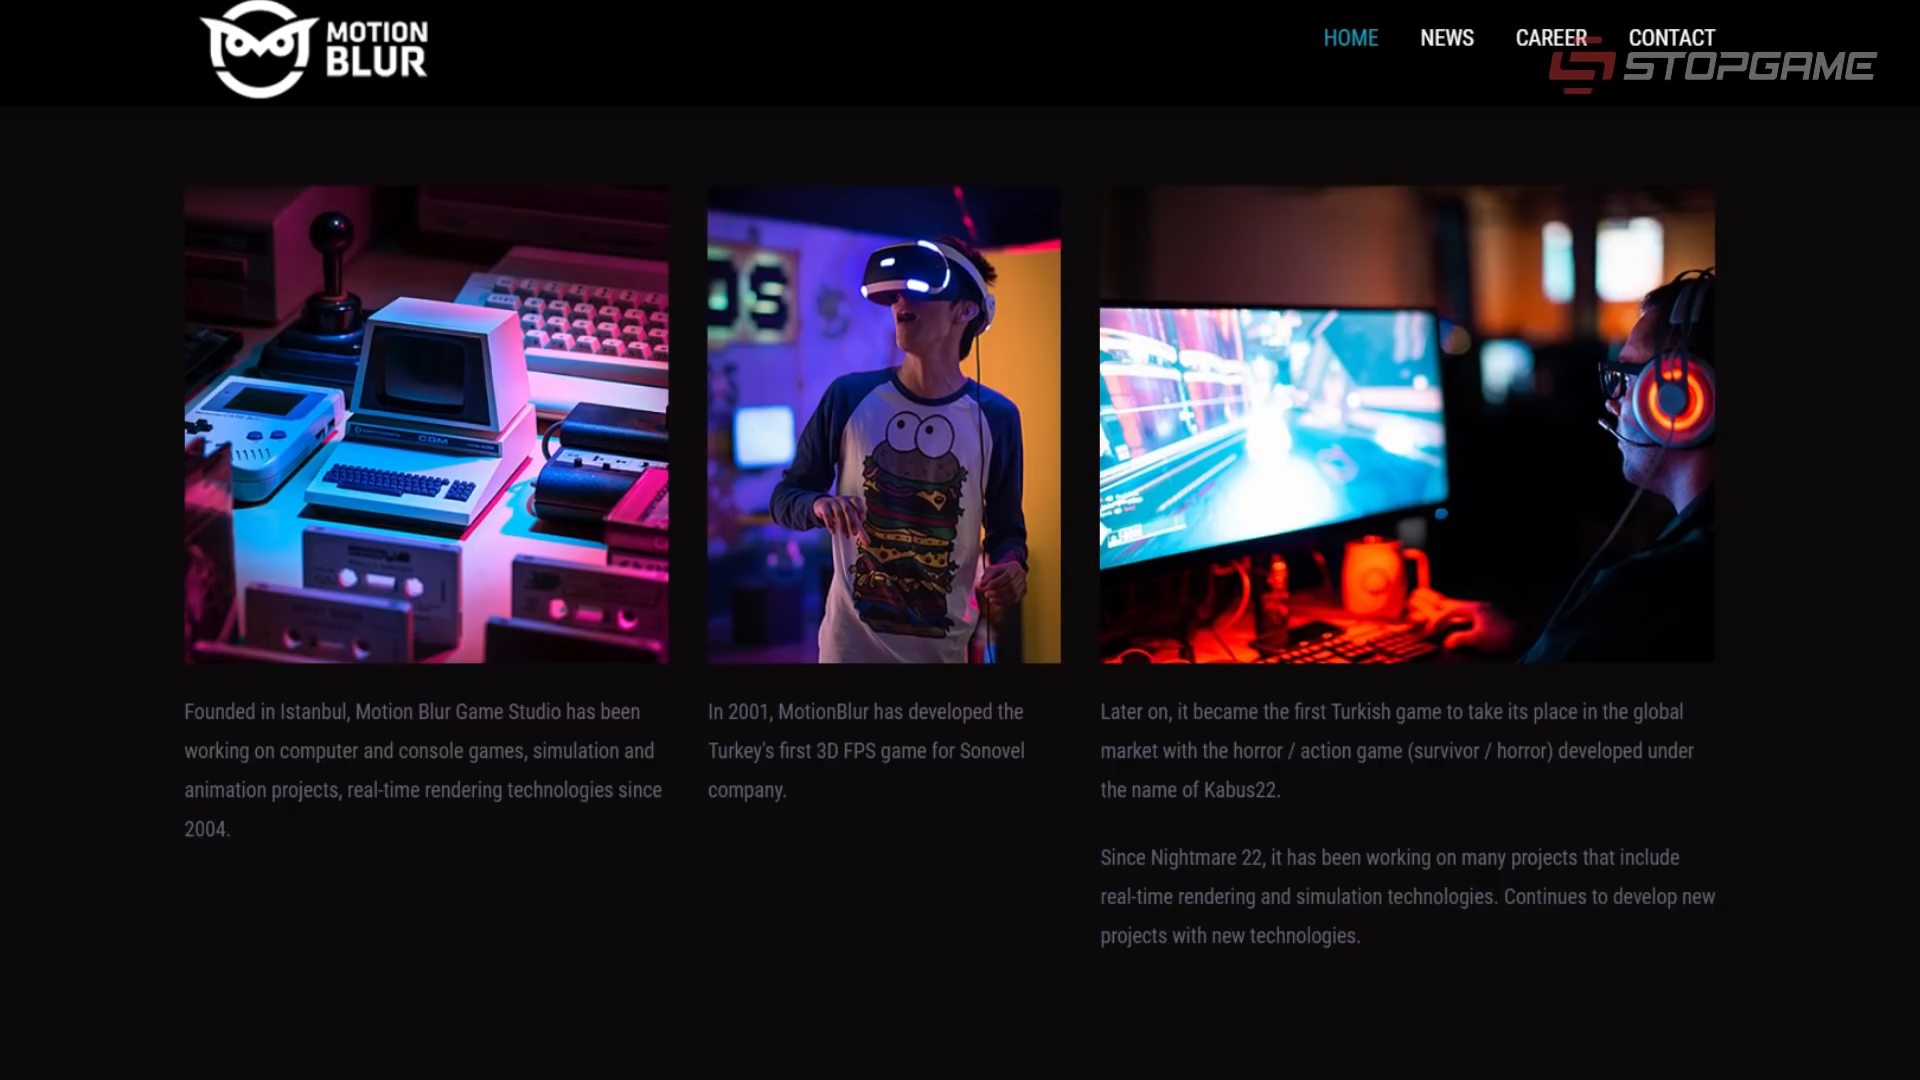 MOTION
BLUR
HOME
NEWS
CAREER
CONTACT
STOPGAME
CBM
Founded in Istanbul, Motion Blur Game Studio has been
working on computer and console games, simulation and
animation projects, real-time rendering technologies since
2004.
In 2001, MotionBlur has developed the
Turkey's first 3D FPS game for Sonovel
company.
Later on, it became the first Turkish game to take its place in the global
market with the horror / action game (survivor / horror) developed under
the name of Kabus22.
Since Nightmare 22, it has been working on many projects that include
real-time rendering and simulation technologies. Continues to develop new
projects with new technologies.